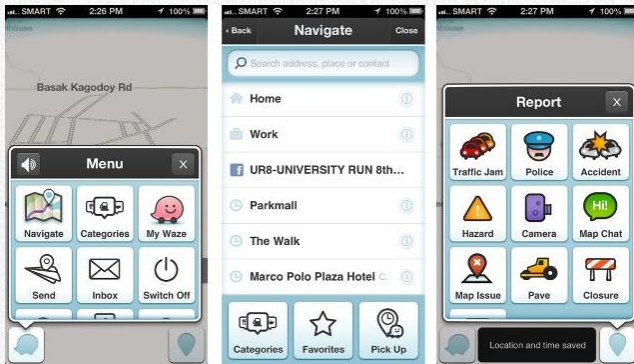 SMART 2:26 PM 100%
Basak Kagodoy Rd
Menu X
Navigate Categories My Waze
Send Inbox Switch Off
SMART 2:27 PM 100%
Back Navigate Close
Search address, place or contact
Home
Work
f UR8-UNIVERSITY RUN 8th...
Parkmall
The Walk
Marco Polo Plaza Hotel C.
Categories Favorites Pick Up
SMART 2:27 PM 100%
Report X
Traffic Jam Police Accident
Hi!
Hazard Camera Map Chat
Map Issue Pave Closure
Location and time saved